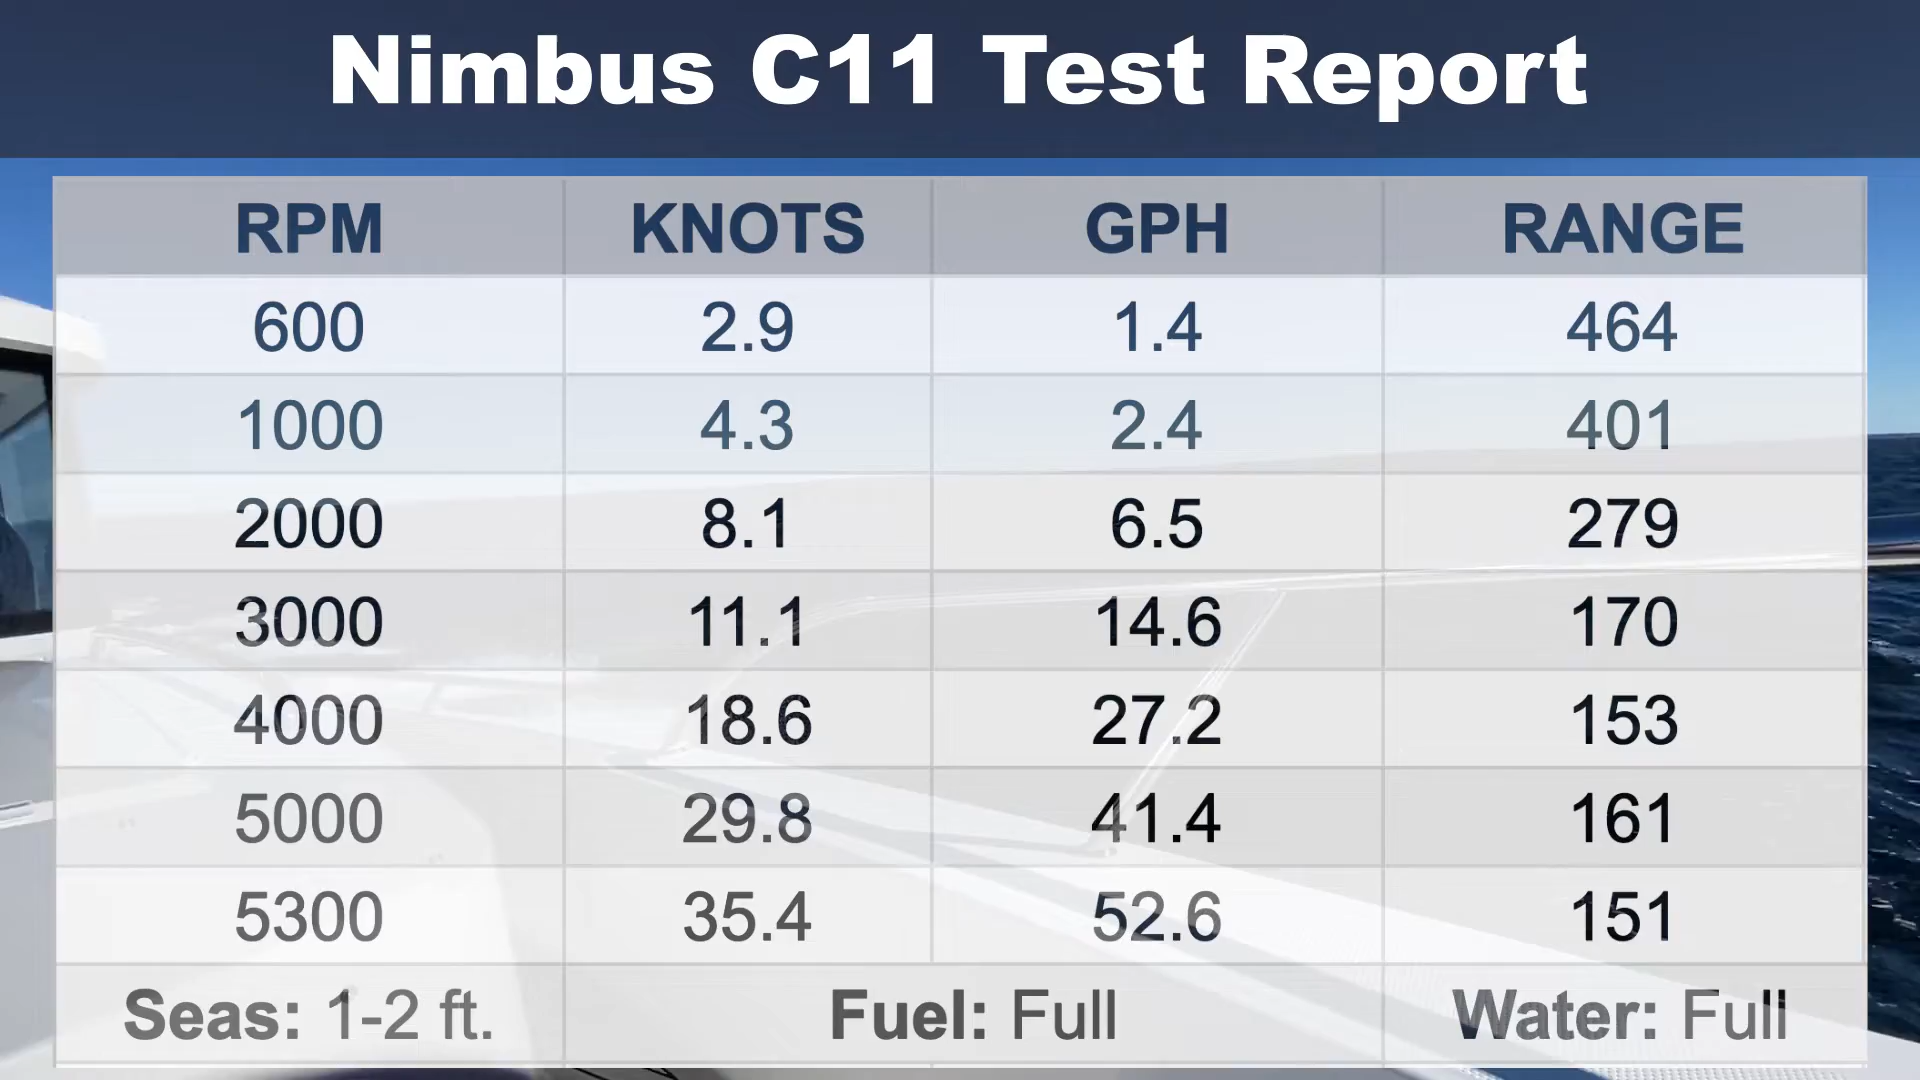 Nimbus C11 Test Report
RPM KNOTS GPH RANGE
600 2.9 1.4 464
1000 4.3 2.4 401
2000 8.1 6.5 279
3000 11.1 14.6 170
4000 18.6 27.2 153
5000 29.8 41.4 161
5300 35.4 52.6 151
Seas: 1-2 ft. Fuel: Full Water: Full